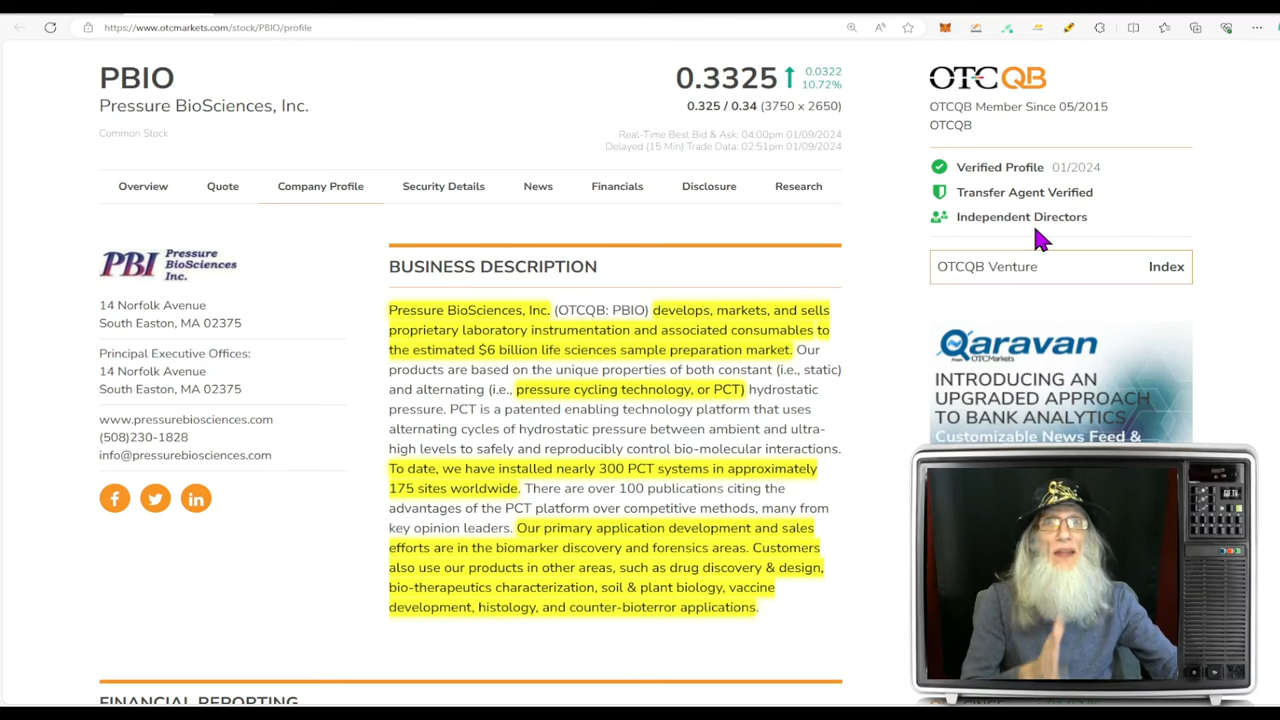 https://www.otcmarkets.com/stock/PBIO/profile
PBIO
Pressure BioSciences, Inc.
Common Stock
0.3325
0.0322
10.72%
0.325 / 0.34 (3750 x 2650)
Real-Time Best Bid & Ask: 04:00pm 01/09/2024
Delayed (15 Min) Trade Data: 02:51pm 01/09/2024
Overview Quote Company Profile Security Details News Financials Disclosure Research
PBI Pressure BioSciences Inc.
14 Norfolk Avenue
South Easton, MA 02375
Principal Executive Offices:
14 Norfolk Avenue
South Easton, MA 02375
www.pressurebiosciences.com
(508)230-1828
info@pressurebiosciences.com
BUSINESS DESCRIPTION
Pressure BioSciences, Inc. (OTCQB: PBIO) develops, markets, and sells
proprietary laboratory instrumentation and associated consumables to
the estimated $6 billion life sciences sample preparation market. Our
products are based on the unique properties of both constant (i.e., static)
and alternating (i.e., pressure cycling technology, or PCT) hydrostatic
pressure. PCT is a patented enabling technology platform that uses
alternating cycles of hydrostatic pressure between ambient and ultra-
high levels to safely and reproducibly control bio-molecular interactions.
To date, we have installed nearly 300 PCT systems in approximately
175 sites worldwide. There are over 100 publications citing the
advantages of the PCT platform over competitive methods, many from
key opinion leaders. Our primary application development and sales
efforts are in the biomarker discovery and forensics areas. Customers
also use our products in other areas, such as drug discovery & design,
bio-therapeutics characterization, soil & plant biology, vaccine
development, histology, and counter-bioterror applications.
FINANCIAL REPORTING
OTCQB
OTCQB Member Since 05/2015
OTCQB
Verified Profile 01/2024
Transfer Agent Verified
Independent Directors
OTCQB Venture Index
Qaravan
From OTCMarkets
INTRODUCING AN
UPGRADED APPROACH
TO BANK ANALYTICS
Customizable News Feed &